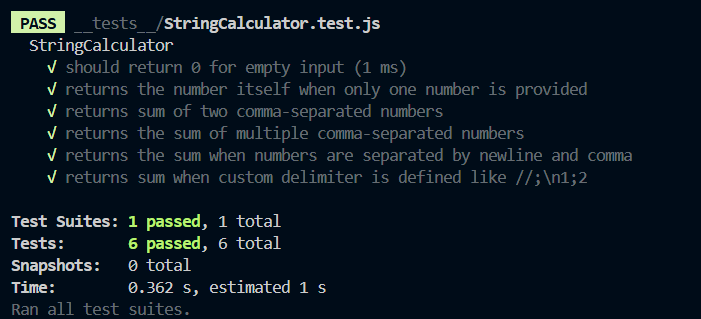 PASS __tests__/StringCalculator.test.js
StringCalculator
√ should return 0 for empty input (1 ms)
√ returns the number itself when only one number is provided
√ returns sum of two comma-separated numbers
√ returns the sum of multiple comma-separated numbers
√ returns the sum when numbers are separated by newline and comma
√ returns sum when custom delimiter is defined like //;\n1;2
Test Suites: 1 passed, 1 total
Tests: 6 passed, 6 total
Snapshots: 0 total
Time: 0.362 s, estimated 1 s
Ran all test suites.